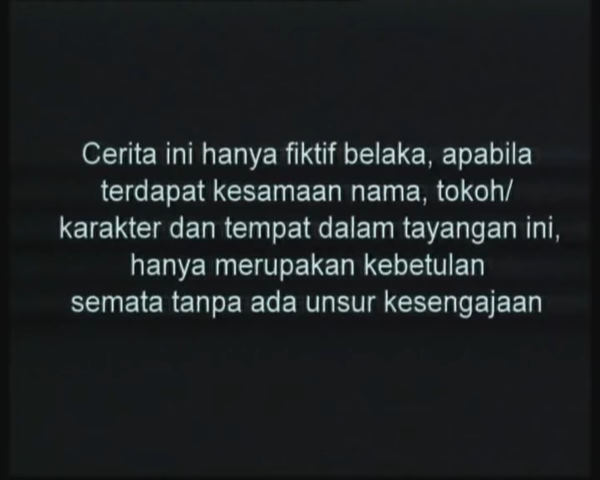 Cerita ini hanya fiktif belaka, apabila
terdapat kesamaan nama, tokoh/
karakter dan tempat dalam tayangan ini,
hanya merupakan kebetulan
semata tanpa ada unsur kesengajaan